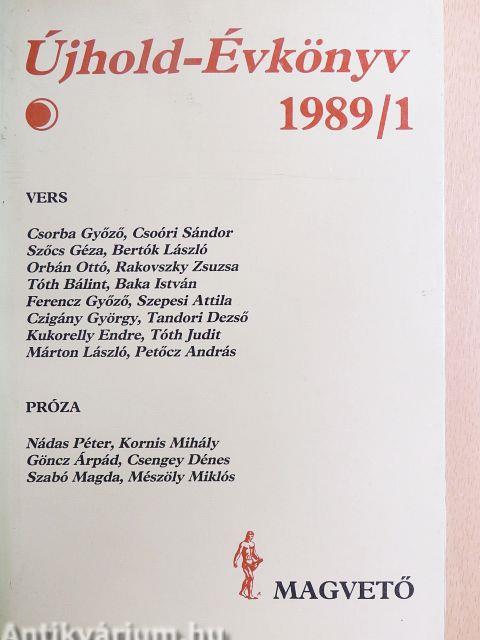 Újhold-Évkönyv
1989/1
VERS
Csorba Győző, Csoóri Sándor
Szőcs Géza, Bertók László
Orbán Ottó, Rakovszky Zsuzsa
Tóth Bálint, Baka István
Ferencz Győző, Szepesi Attila
Czigány György, Tandori Dezső
Kukorelly Endre, Tóth Judit
Márton László, Petőcz András
PRÓZA
Nádas Péter, Kornis Mihály
Göncz Árpád, Csengey Dénes
Szabó Magda, Mészöly Miklós
MAGVETŐ
Antikvárium.hu